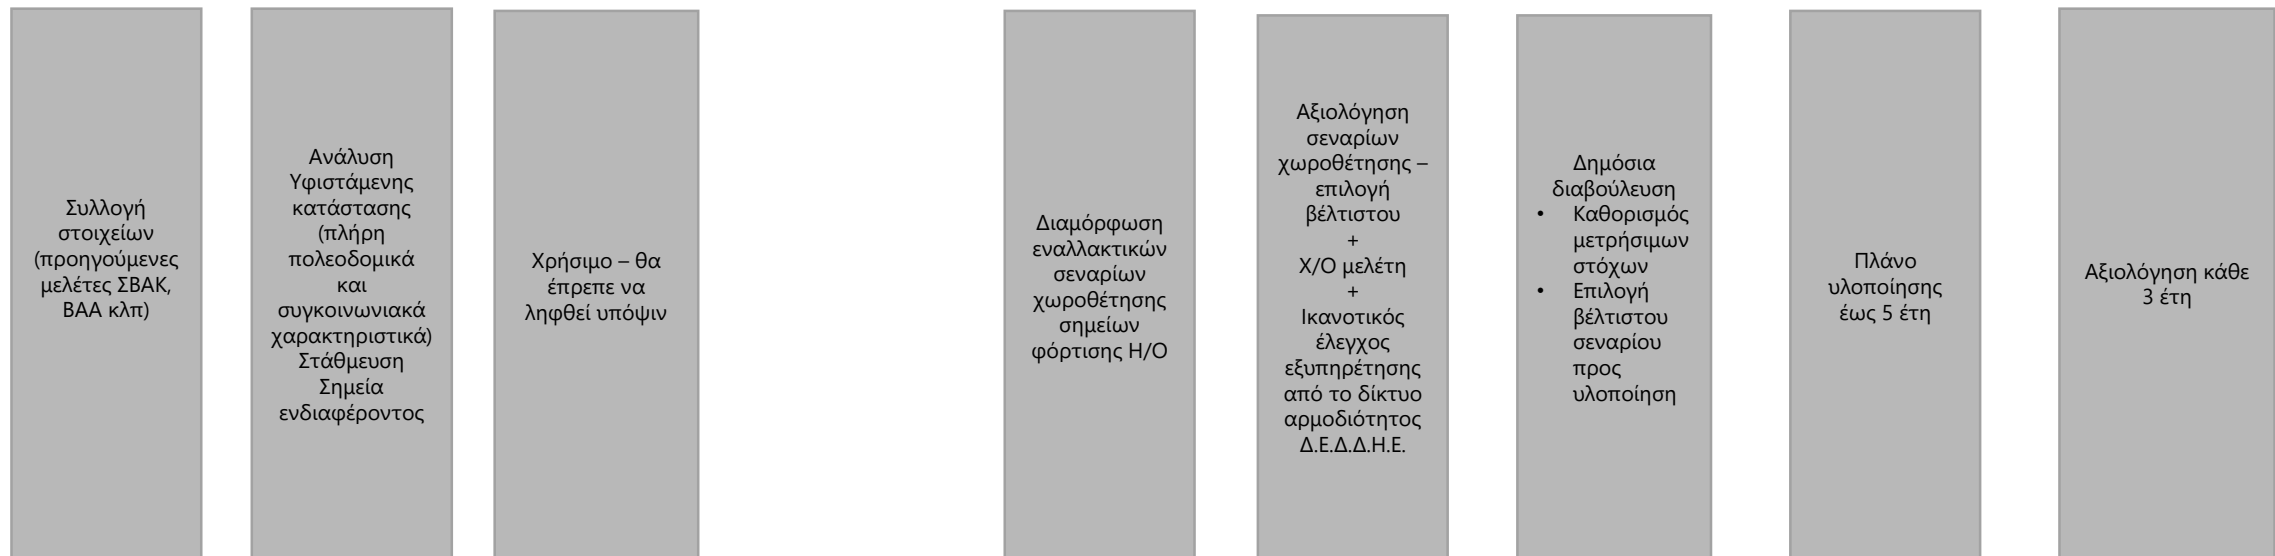 Συλλογή
στοιχείων
(προηγούμενες
μελέτες ΣΒΑΚ,
ΒΑΑ κλπ)
Ανάλυση
Υφιστάμενης
κατάστασης
(πλήρη
πολεοδομικά
και
συγκοινωνιακά
χαρακτηριστικά)
Στάθμευση
Σημεία
ενδιαφέροντος
Χρήσιμο – θα
έπρεπε να
ληφθεί υπόψιν
Διαμόρφωση
εναλλακτικών
σεναρίων
χωροθέτησης
σημείων
φόρτισης Η/Ο
Αξιολόγηση
σεναρίων
χωροθέτησης –
επιλογή
βέλτιστου
+
Χ/Ο μελέτη
+
Ικανοτικός
έλεγχος
εξυπηρέτησης
από το δίκτυο
αρμοδιότητος
Δ.Ε.Δ.Δ.Η.Ε.
Δημόσια
διαβούλευση
• Καθορισμός
μετρήσιμων
στόχων
• Επιλογή
βέλτιστου
σεναρίου
προς
υλοποίηση
Πλάνο
υλοποίησης
έως 5 έτη
Αξιολόγηση κάθε
3 έτη